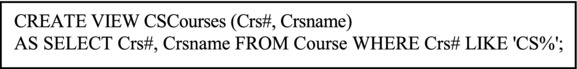 CREATE VIEW CSCourses (Crs#, Crsname)
AS SELECT Crs#, Crsname FROM Course WHERE Crs# LIKE 'CS%';